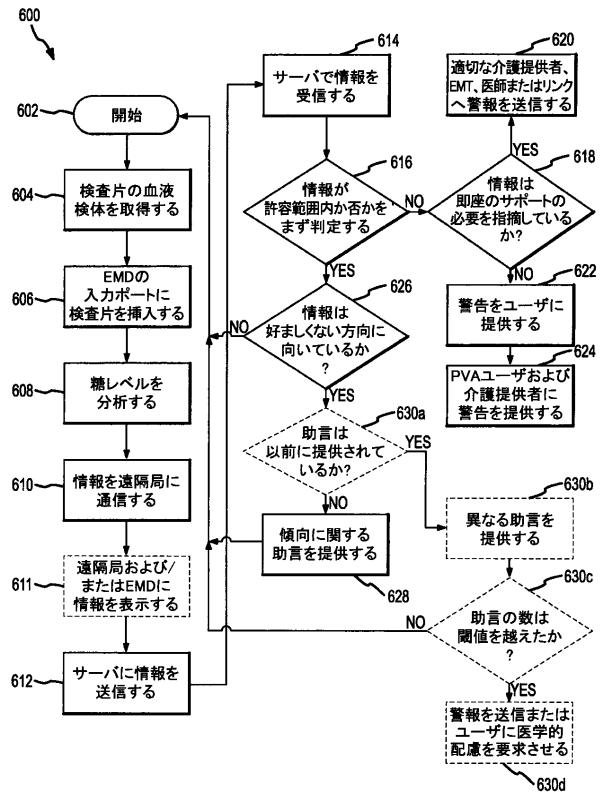 600
602
開始
604
検査片の血液
検体を取得する
606
EMDの
入力ポートに
検査片を挿入する
608
糖レベルを
分析する
610
情報を遠隔局に
通信する
611
遠隔局および/
またはEMDに
情報を表示する
612
サーバに情報を
送信する
614
サーバで情報を
受信する
616
情報が
許容範囲内か否かを
まず判定する
NO
YES
618
情報は
即座のサポートの
必要を指摘している
か?
YES
620
適切な介護提供者、
EMT、医師またはリンク
へ警報を送信する
NO
622
警告をユーザに
提供する
624
PVAユーザおよび
介護提供者に
警告を提供する
626
情報は
好ましくない方向に
向いているか
?
NO
YES
630a
助言は
以前に提供されて
いるか?
YES
NO
傾向に関する
助言を提供する
628
630b
異なる助言を
提供する
630c
助言の数は
閾値を越えたか
?
NO
YES
警報を送信または
ユーザに医学的
配慮を要求させる
630d